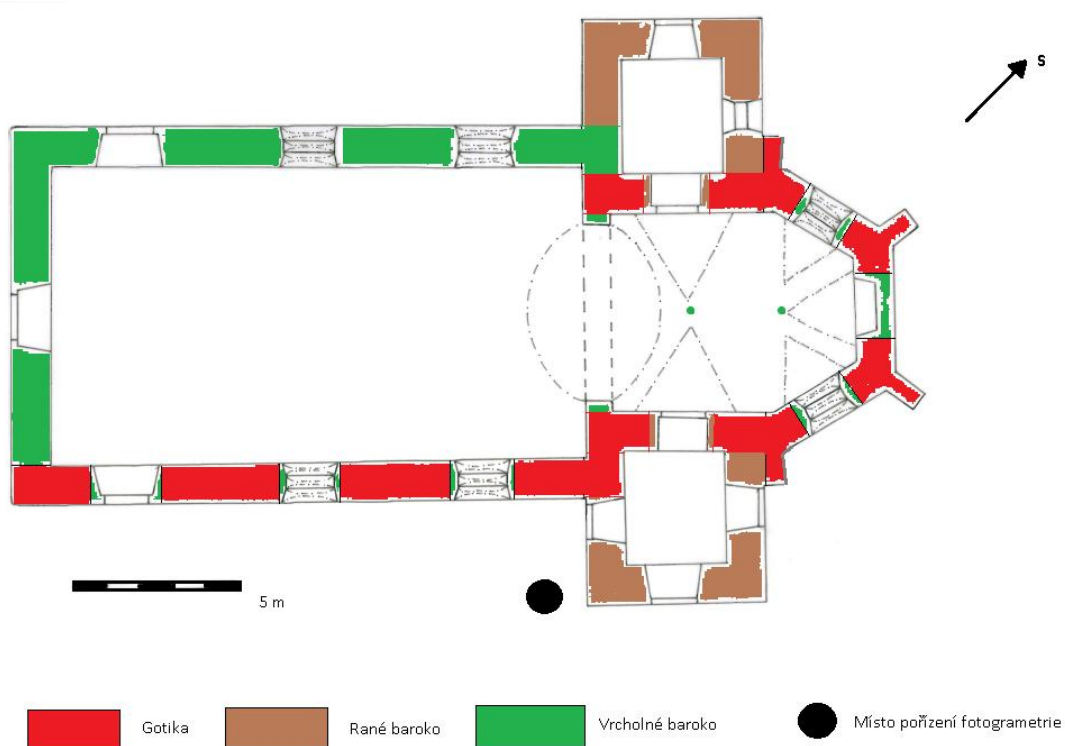 S
5 m
Gotika
Rané baroko
Vrcholné baroko
Místo pořízení fotogrametrie